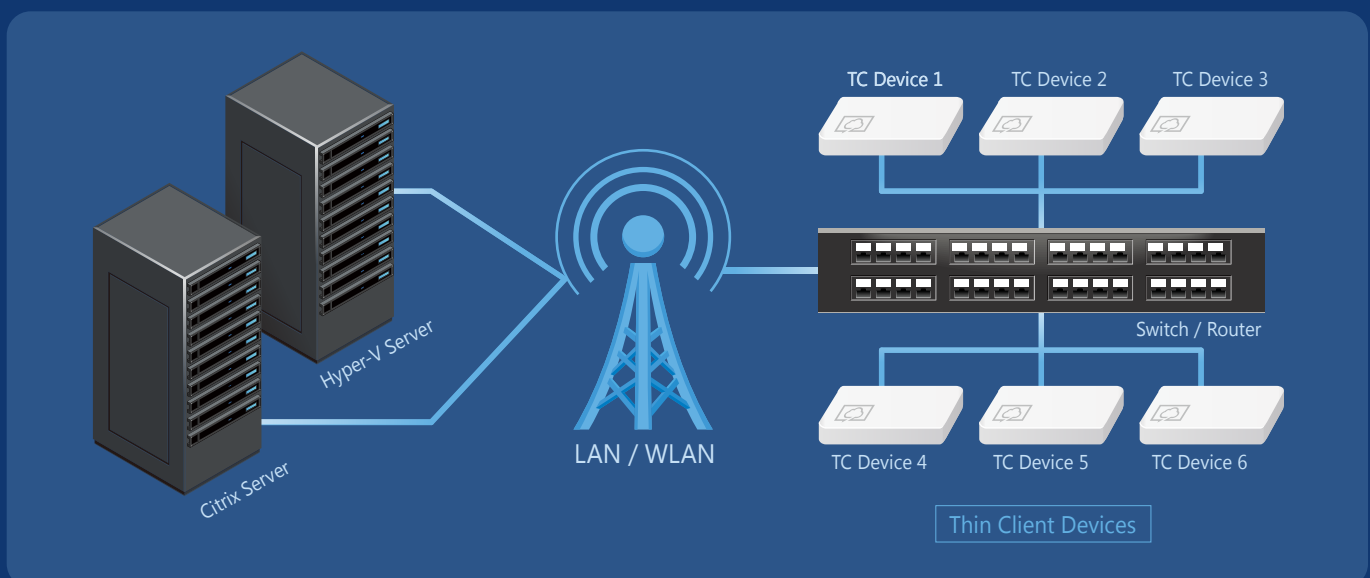 TC Device 1
TC Device 2
TC Device 3
Hyper-V Server
Switch / Router
LAN / WLAN
Citrix Server
TC Device 4
TC Device 5
TC Device 6
Thin Client Devices